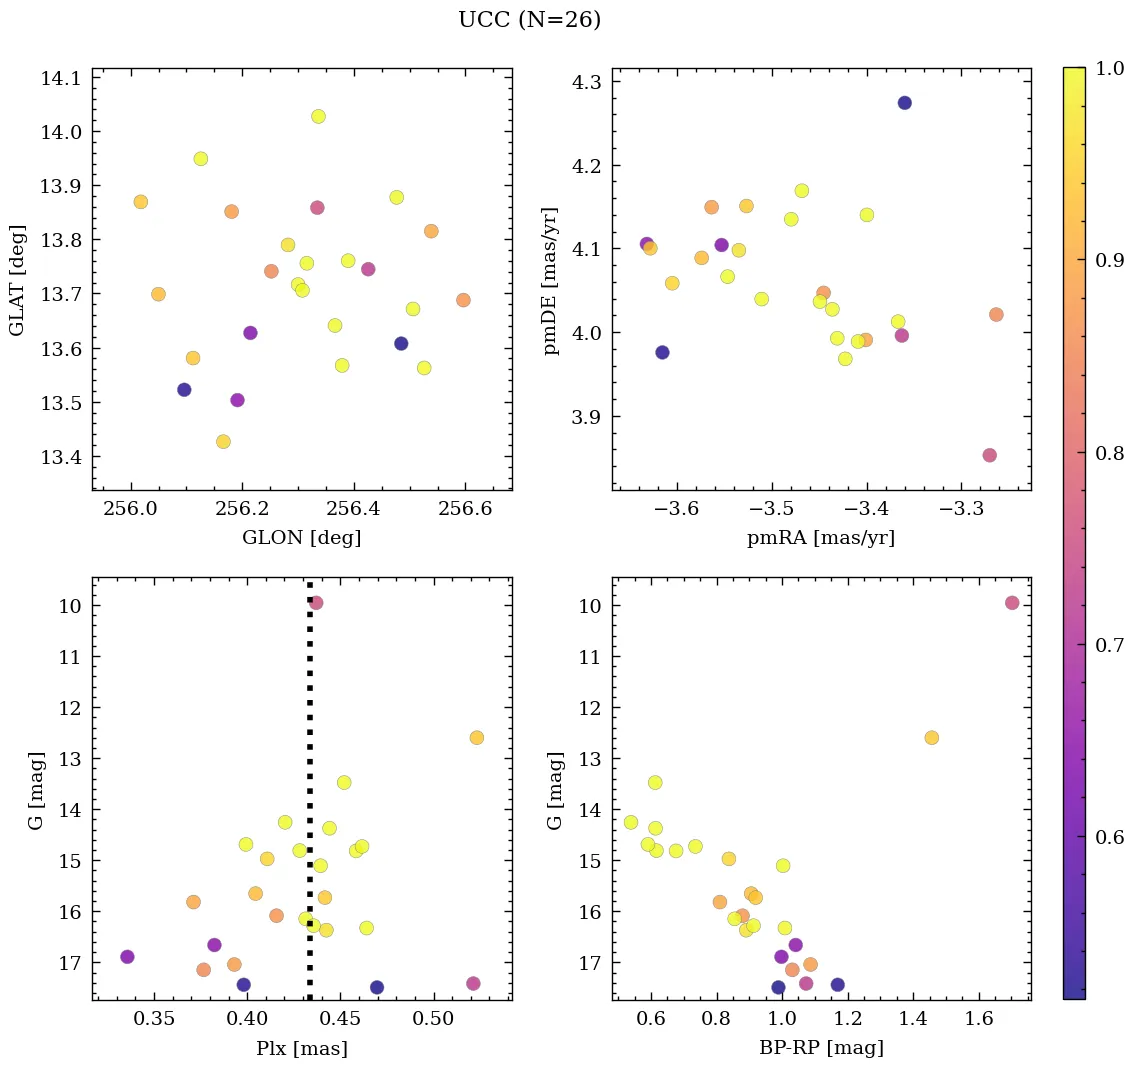 UCC (N=26)
14.1
14.0
13.9
13.8
13.7
13.6
13.5
13.4
GLAT [deg]
256.0 256.2 256.4 256.6
GLON [deg]
4.3
4.2
4.1
4.0
3.9
pmDE [mas/yr]
−3.6 −3.5 −3.4 −3.3
pmRA [mas/yr]
1.0
0.9
0.8
0.7
0.6
10
11
12
13
14
15
16
17
G [mag]
0.35 0.40 0.45 0.50
Plx [mas]
10
11
12
13
14
15
16
17
G [mag]
0.6 0.8 1.0 1.2 1.4 1.6
BP-RP [mag]